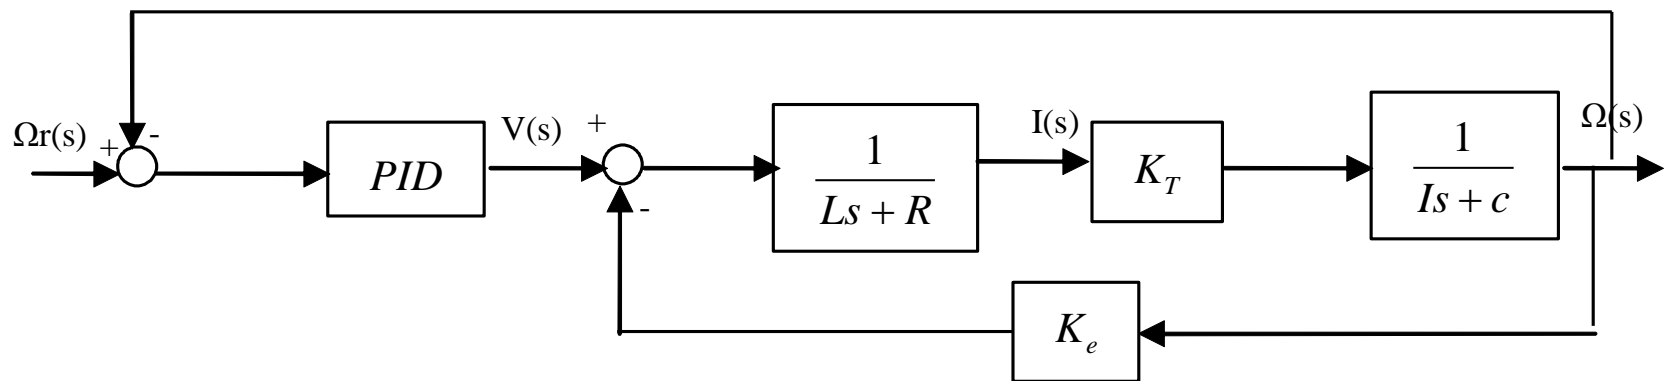 Ωr(s)
+
-
PID
V(s)
+
-
1
Ls + R
I(s)
K_T
1
Is + c
Ω(s)
K_e